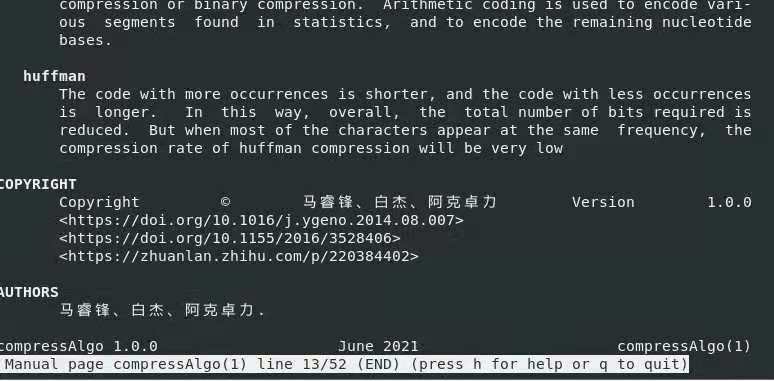 compression or binary compression.  Arithmetic coding is used to encode vari-
ous  segments  found  in  statistics,  and to encode the remaining nucleotide
bases.
huffman
The code with more occurrences is shorter, and the code with less occurrences
is  longer.   In  this  way,  overall,  the  total number of bits required is
reduced.  But when most of the characters appear at the same  frequency,  the
compression rate of huffman compression will be very low
COPYRIGHT
Copyright         ©        马睿锋、白杰、阿克卓力        Version        1.0.0
<https://doi.org/10.1016/j.ygeno.2014.08.007>
<https://doi.org/10.1155/2016/3528406>
<https://zhuanlan.zhihu.com/p/220384402>
AUTHORS
马睿锋、白杰、阿克卓力.
compressAlgo 1.0.0                    June 2021                      compressAlgo(1)
Manual page compressAlgo(1) line 13/52 (END) (press h for help or q to quit)